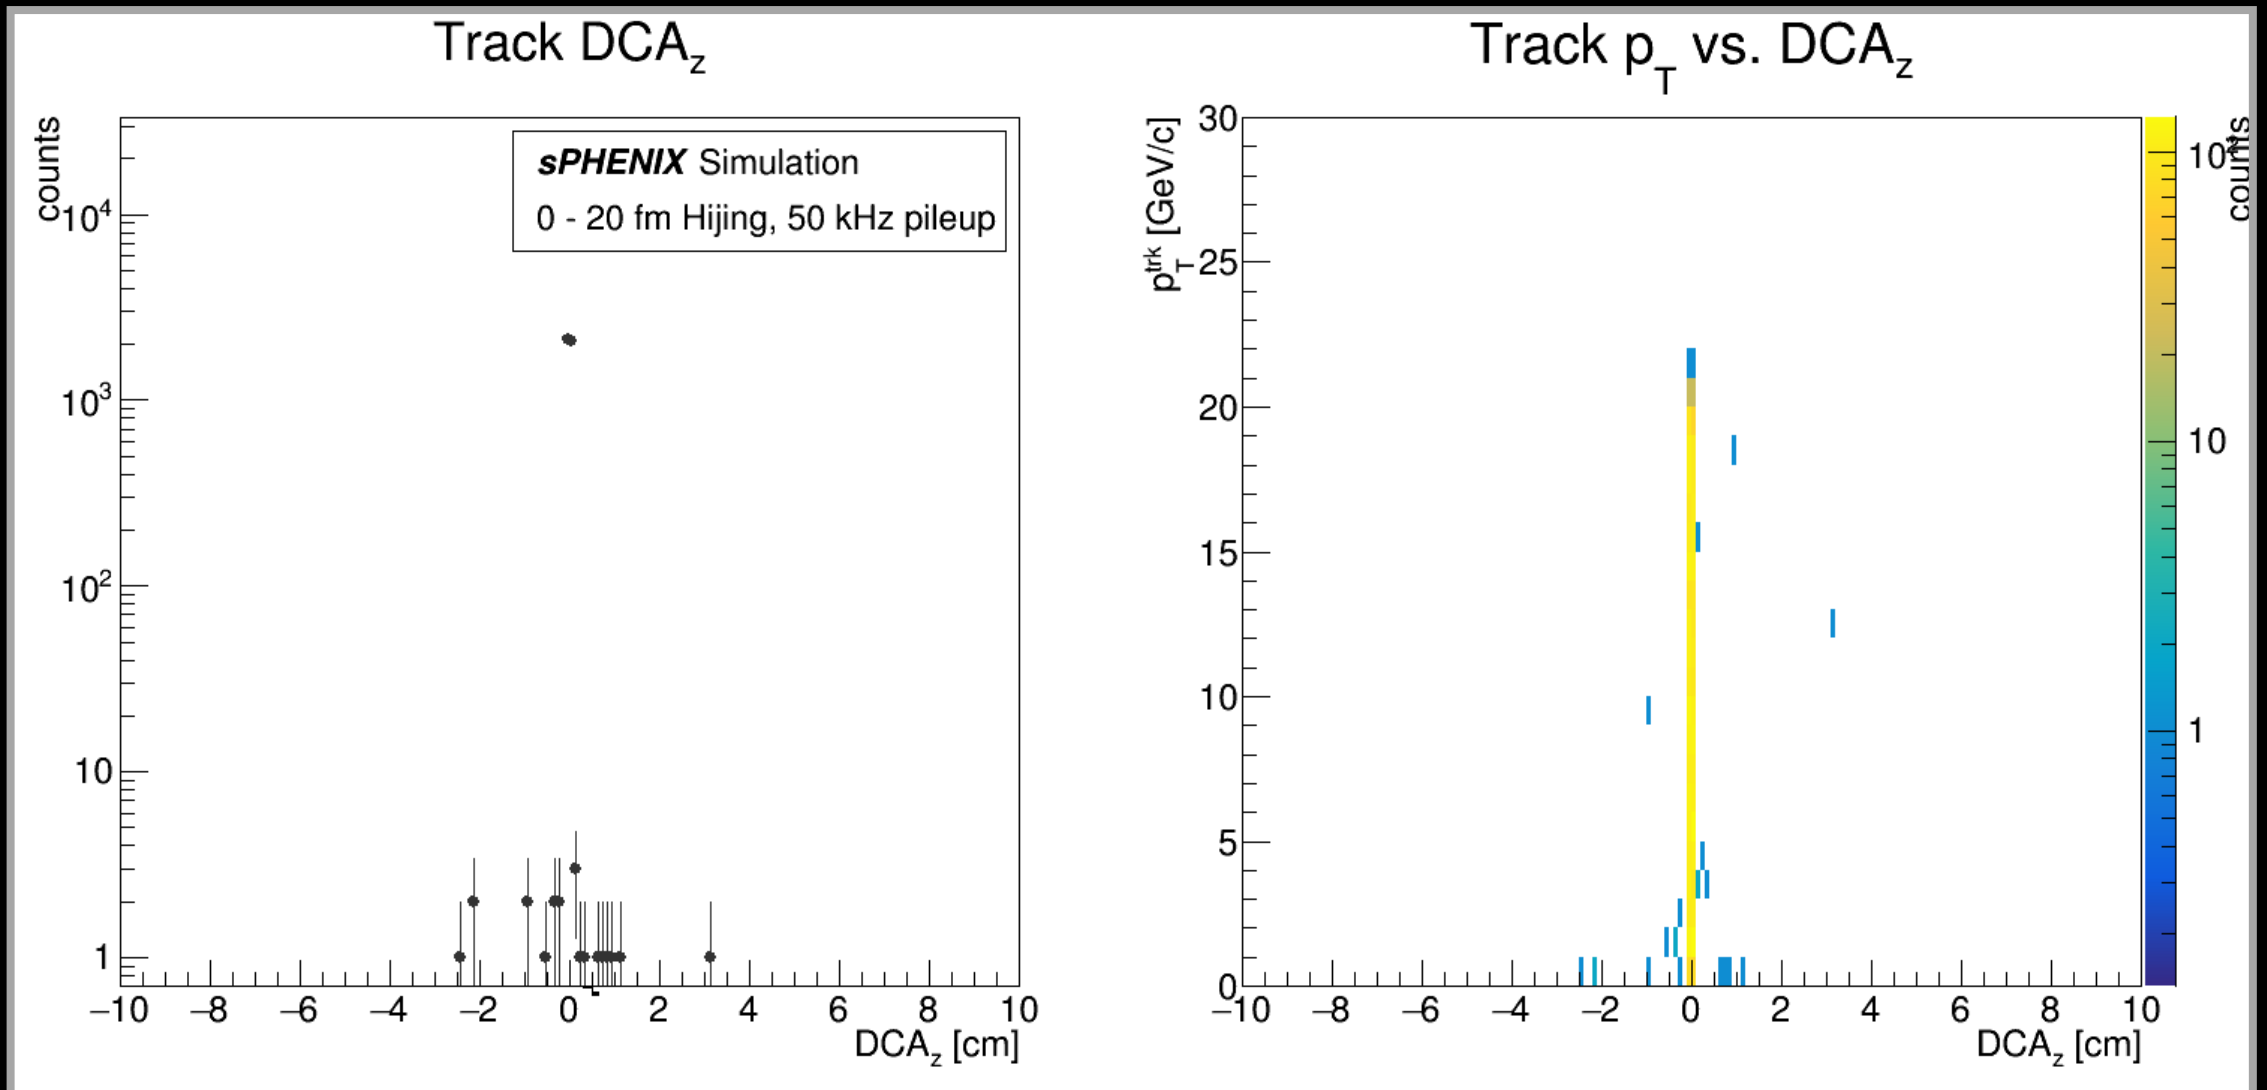 Track DCA_z
counts
sPHENIX Simulation
0 - 20 fm Hijing, 50 kHz pileup
10^4
10^3
10^2
10
1
−10 −8 −6 −4 −2 0 2 4 6 8 10
DCA_z [cm]
Track p_T vs. DCA_z
p_T^trk [GeV/c]
30
25
20
15
10
5
0
−10 −8 −6 −4 −2 0 2 4 6 8 10
DCA_z [cm]
counts
10^2
10
1